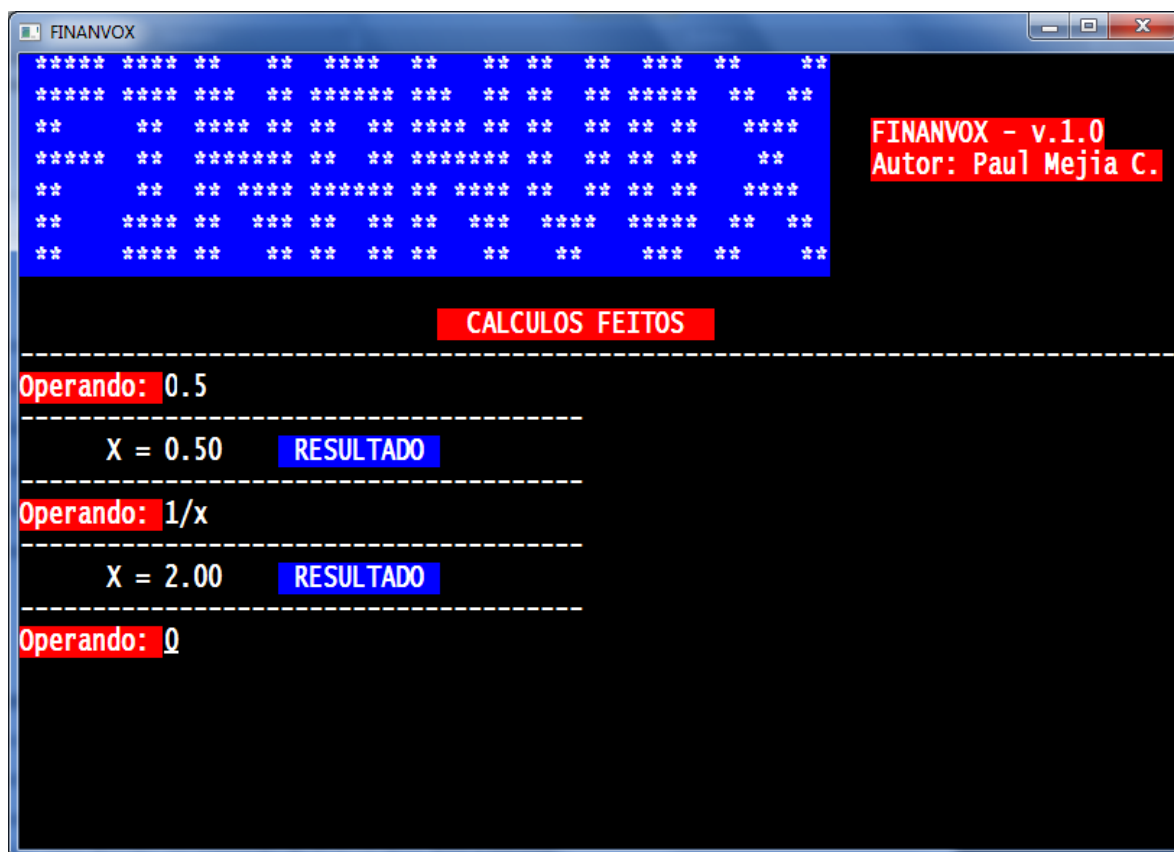 FINANVOX
***** **** **   **  ****  **   ** **  **  ***  **    **
***** **** ***  ** ****** ***  ** **  ** *****  **  **
**     **  **** ** **  ** **** ** **  ** ** **   ****
*****  **  ******* **  ** ******* **  ** ** **    **
**     **  ** **** ****** ** **** **  ** ** **   ****
**    **** **  *** **  ** **  ***  ****  *****  **  **
**    **** **   ** **  ** **   **   **    ***  **    **
FINANVOX - v.1.0
Autor: Paul Mejia C.
CALCULOS FEITOS
--------------------------------------------------------------------------------
Operando: 0.5
---------------------------------------
X = 0.50 RESULTADO
---------------------------------------
Operando: 1/x
---------------------------------------
X = 2.00 RESULTADO
---------------------------------------
Operando: 0